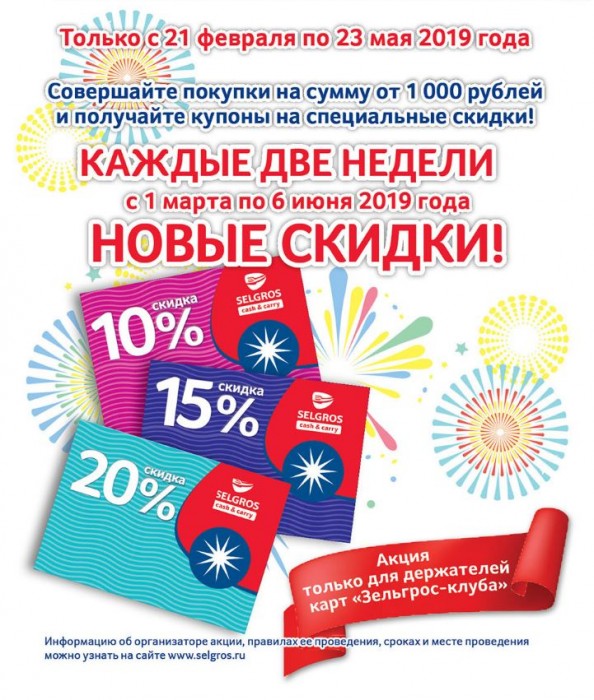 Только с 21 февраля по 23 мая 2019 года
Совершайте покупки на сумму от 1 000 рублей
и получайте купоны на специальные скидки!
КАЖДЫЕ ДВЕ НЕДЕЛИ
с 1 марта по 6 июня 2019 года
НОВЫЕ СКИДКИ!
скидка
10%
SELGROS
cash & carry
скидка
15%
SELGROS
cash & carry
скидка
20%
SELGROS
cash & carry
Акция
только для держателей
карт «Зельгрос-клуба»
Информацию об организаторе акции, правилах ее проведения, сроках и месте проведения
можно узнать на сайте www.selgros.ru